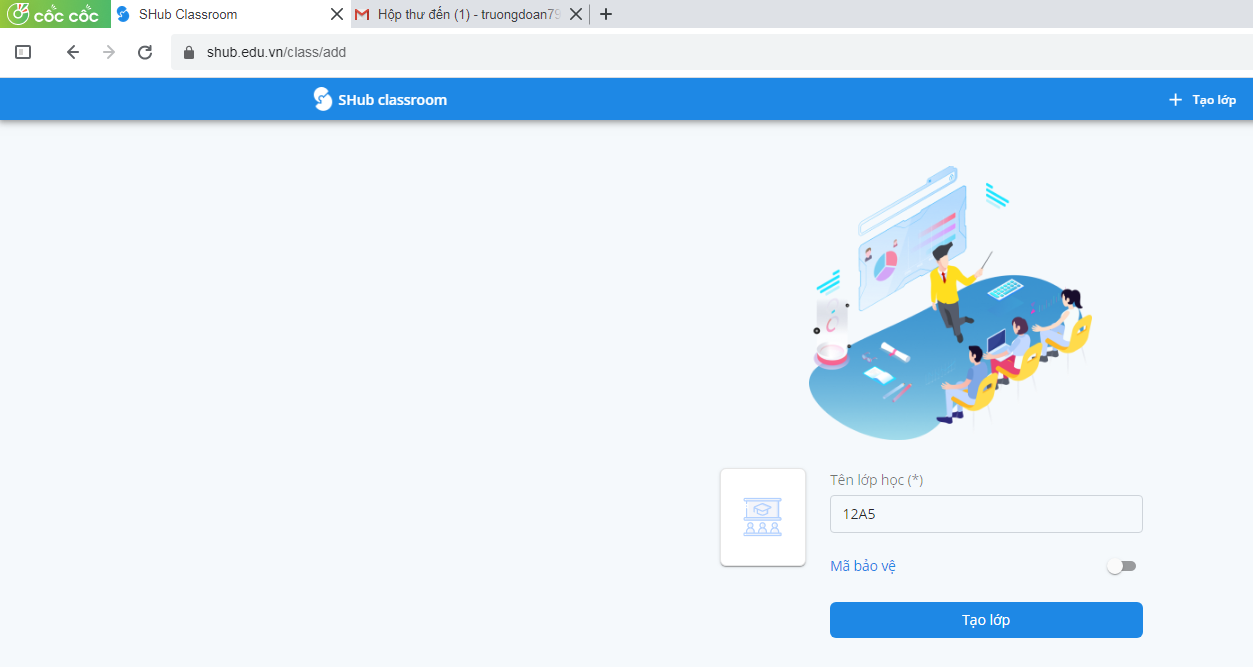 cốc cốc
SHub Classroom
Hộp thư đến (1) - truongdoan79
shub.edu.vn/class/add
SHub classroom
Tạo lớp
Tên lớp học (*)
12A5
Mã bảo vệ
Tạo lớp